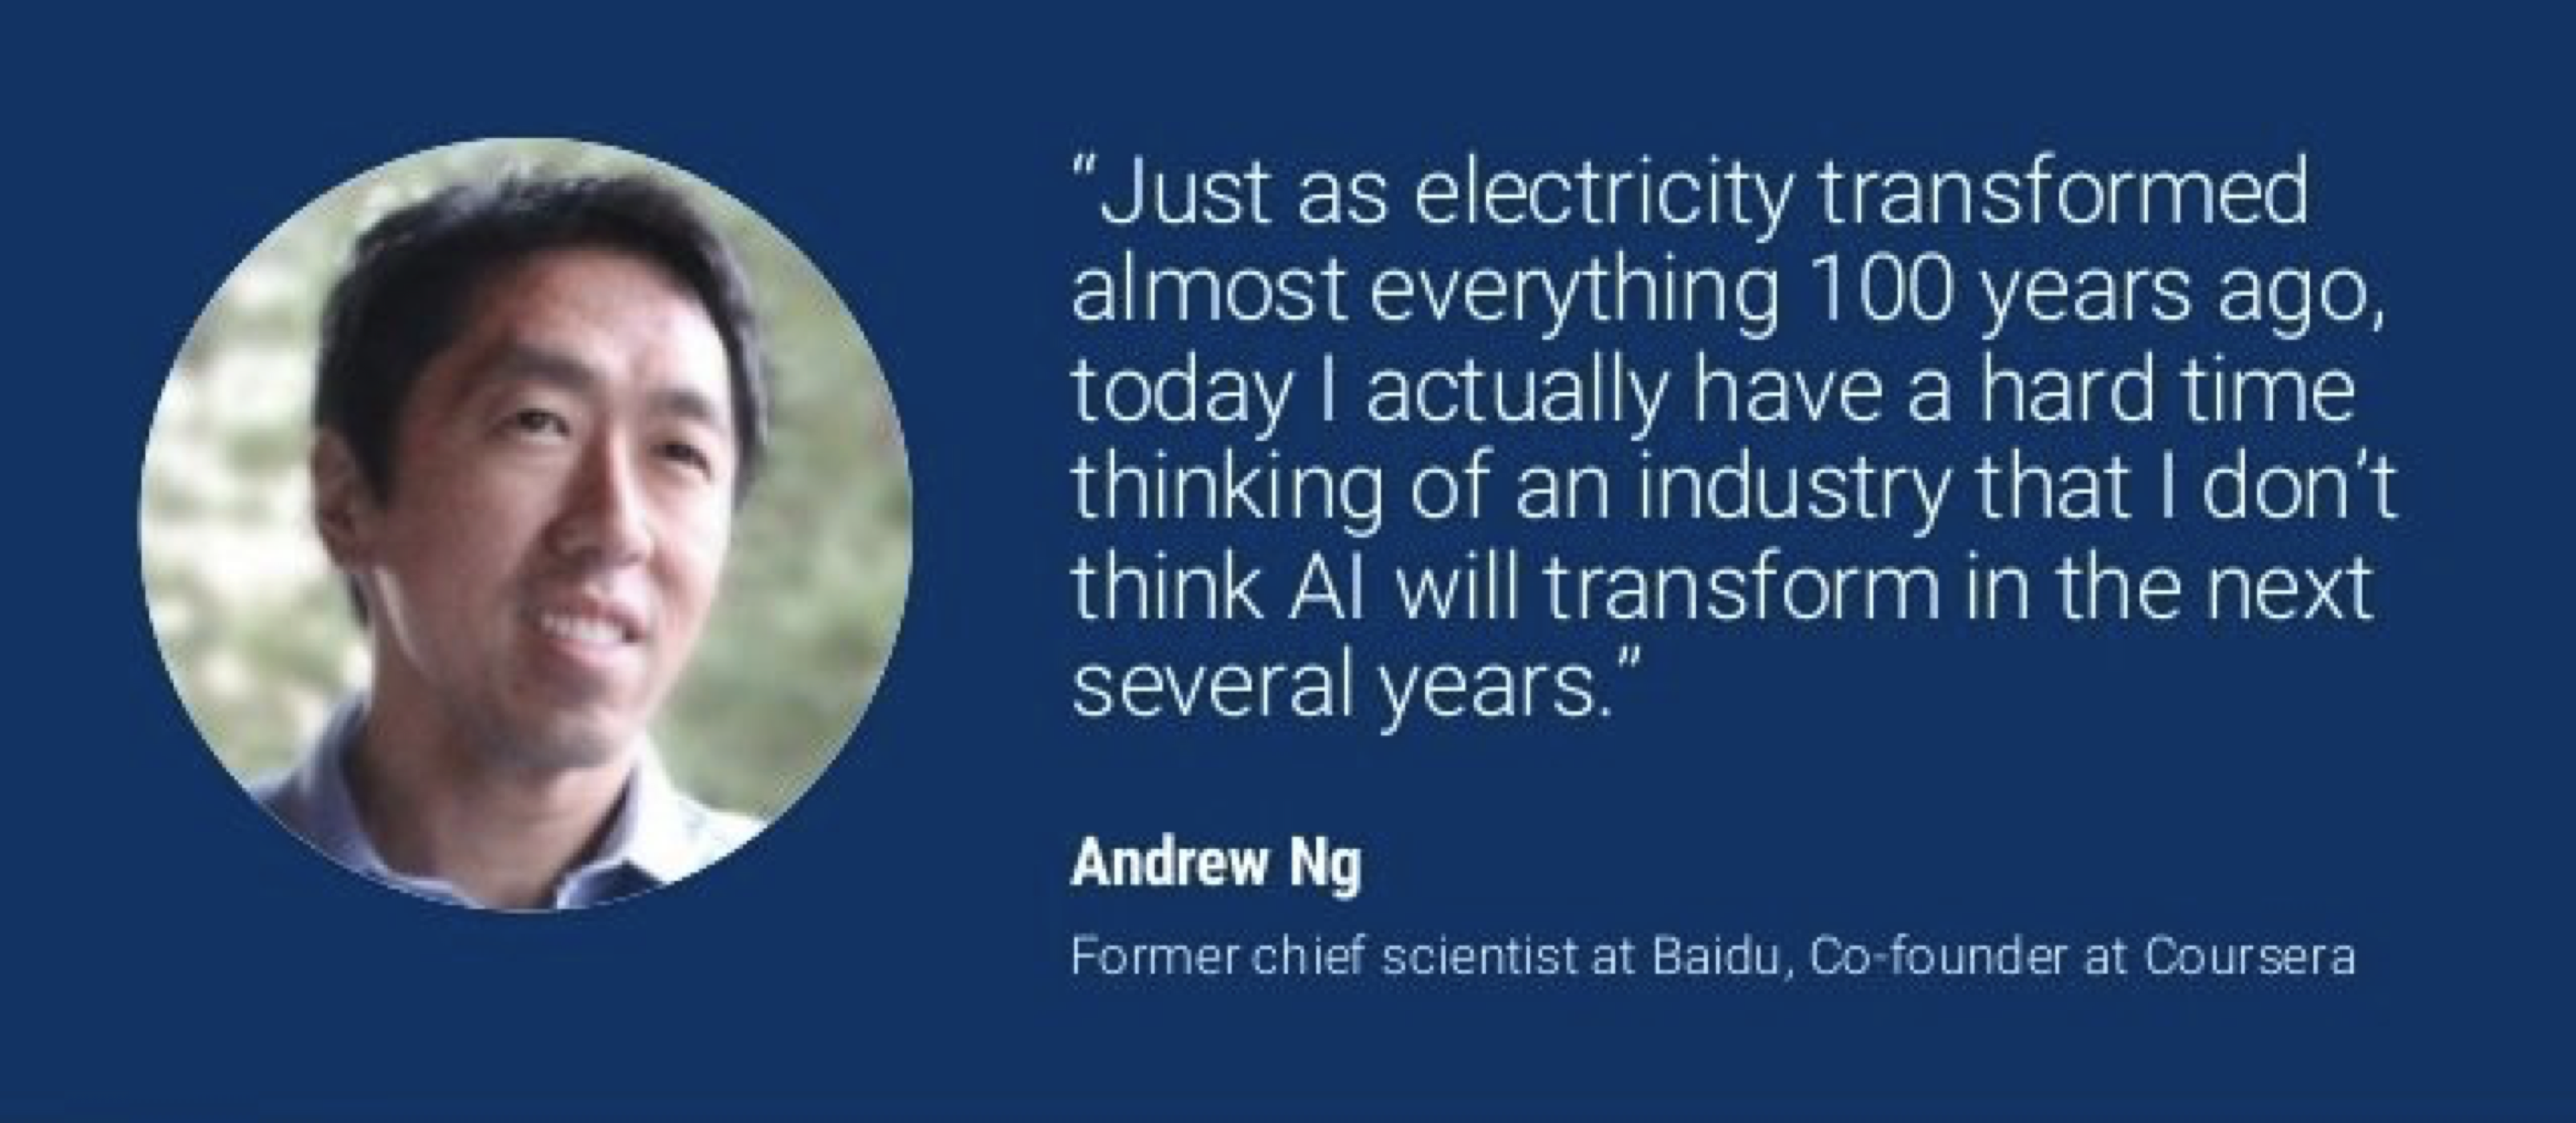 “Just as electricity transformed
almost everything 100 years ago,
today I actually have a hard time
thinking of an industry that I don’t
think AI will transform in the next
several years.”
Andrew Ng
Former chief scientist at Baidu, Co-founder at Coursera